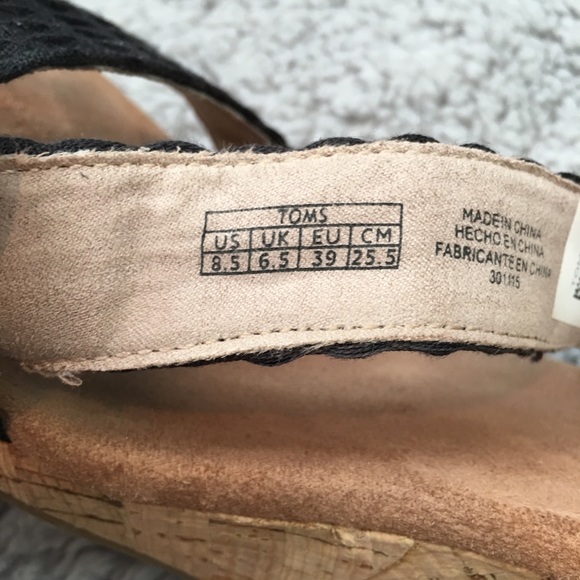 TOMS
US UK EU CM
8.5 6.5 39 25.5
MADE IN CHINA
HECHO EN CHINA
FABRICANTE EN CHINA